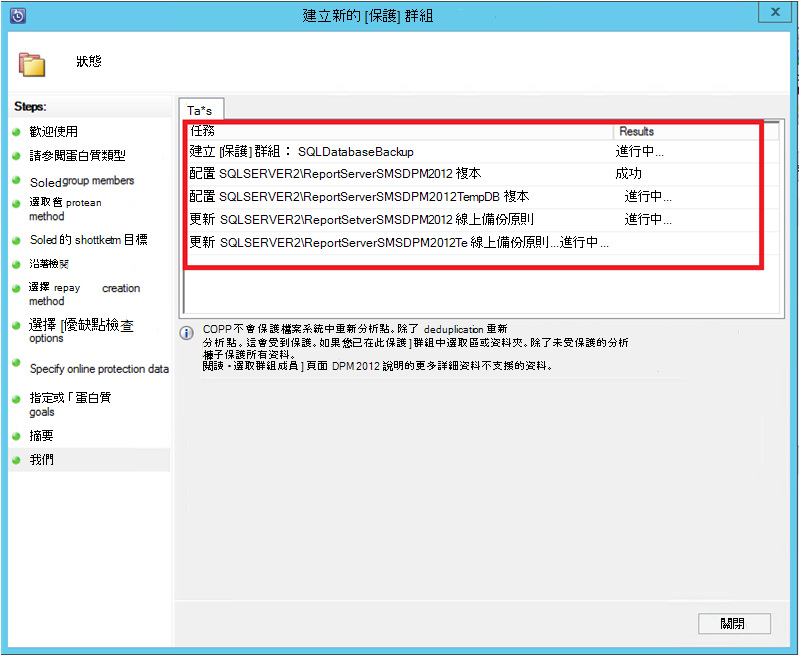 建立新的 [保護] 群組
x
狀態
Steps:
歡迎使用
請參閱蛋白質類型
Soled group members
選取爸 protean
method
Soled 的 shottketm 目標
沿著檢閱
選擇 repay creation
method
選擇 [優缺點檢查
options
Specify online protection data
指定或「蛋白質
goals
摘要
我們
Ta*s
任務 Results
建立 [保護] 群組： SQLDatabaseBackup 進行中...
配置 SQLSERVER2\ReportServerSMSDPM2012 複本 成功
配置 SQLSERVER2\ReportServerSMSDPM2012TempDB 複本 進行中...
更新 SQLSERVER2\ReportSetverSMSDPM2012 線上備份原則 進行中...
更新 SQLSERVER2\ReportServerSMSDPM2012Te 線上備份原則...進行中...
COPP 不會保護檔案系統中重新分析點。除了 deduplication 重新
分析點。這會受到保護。如果您已在此保護] 群組中選取區或資料夾。除了未受保護的分析
種子保護所有資料。
閱讀・選取群組成員] 頁面 DPM 2012 說明的更多詳細資料不支援的資料。
關閉